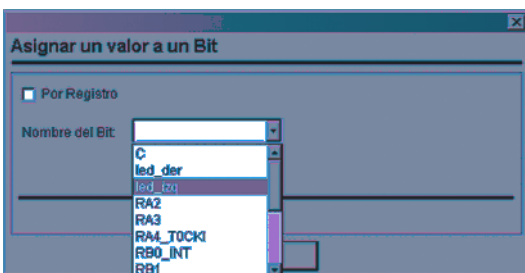 Asignar un valor a un Bit
Por Registro
Nombre del Bit:
C
led_der
led_izq
RA2
RA3
RA4_T0CKI
RB0_INT
RB1